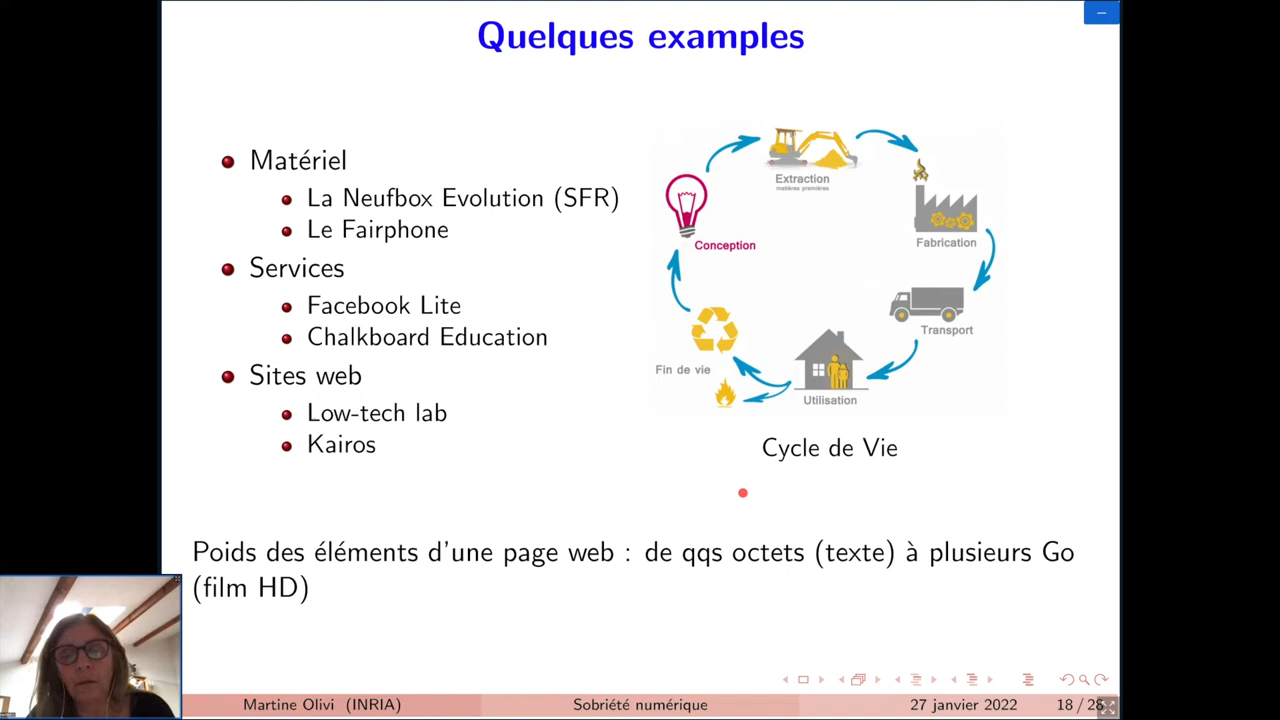 Quelques examples
Matériel
La Neufbox Evolution (SFR)
Le Fairphone
Services
Facebook Lite
Chalkboard Education
Sites web
Low-tech lab
Kairos
Extraction
matières premières
Fabrication
Transport
Utilisation
Fin de vie
Conception
Cycle de Vie
Poids des éléments d'une page web : de qqs octets (texte) à plusieurs Go
(film HD)
Martine Olivi (INRIA) Sobriété numérique 27 janvier 2022 18 / 28